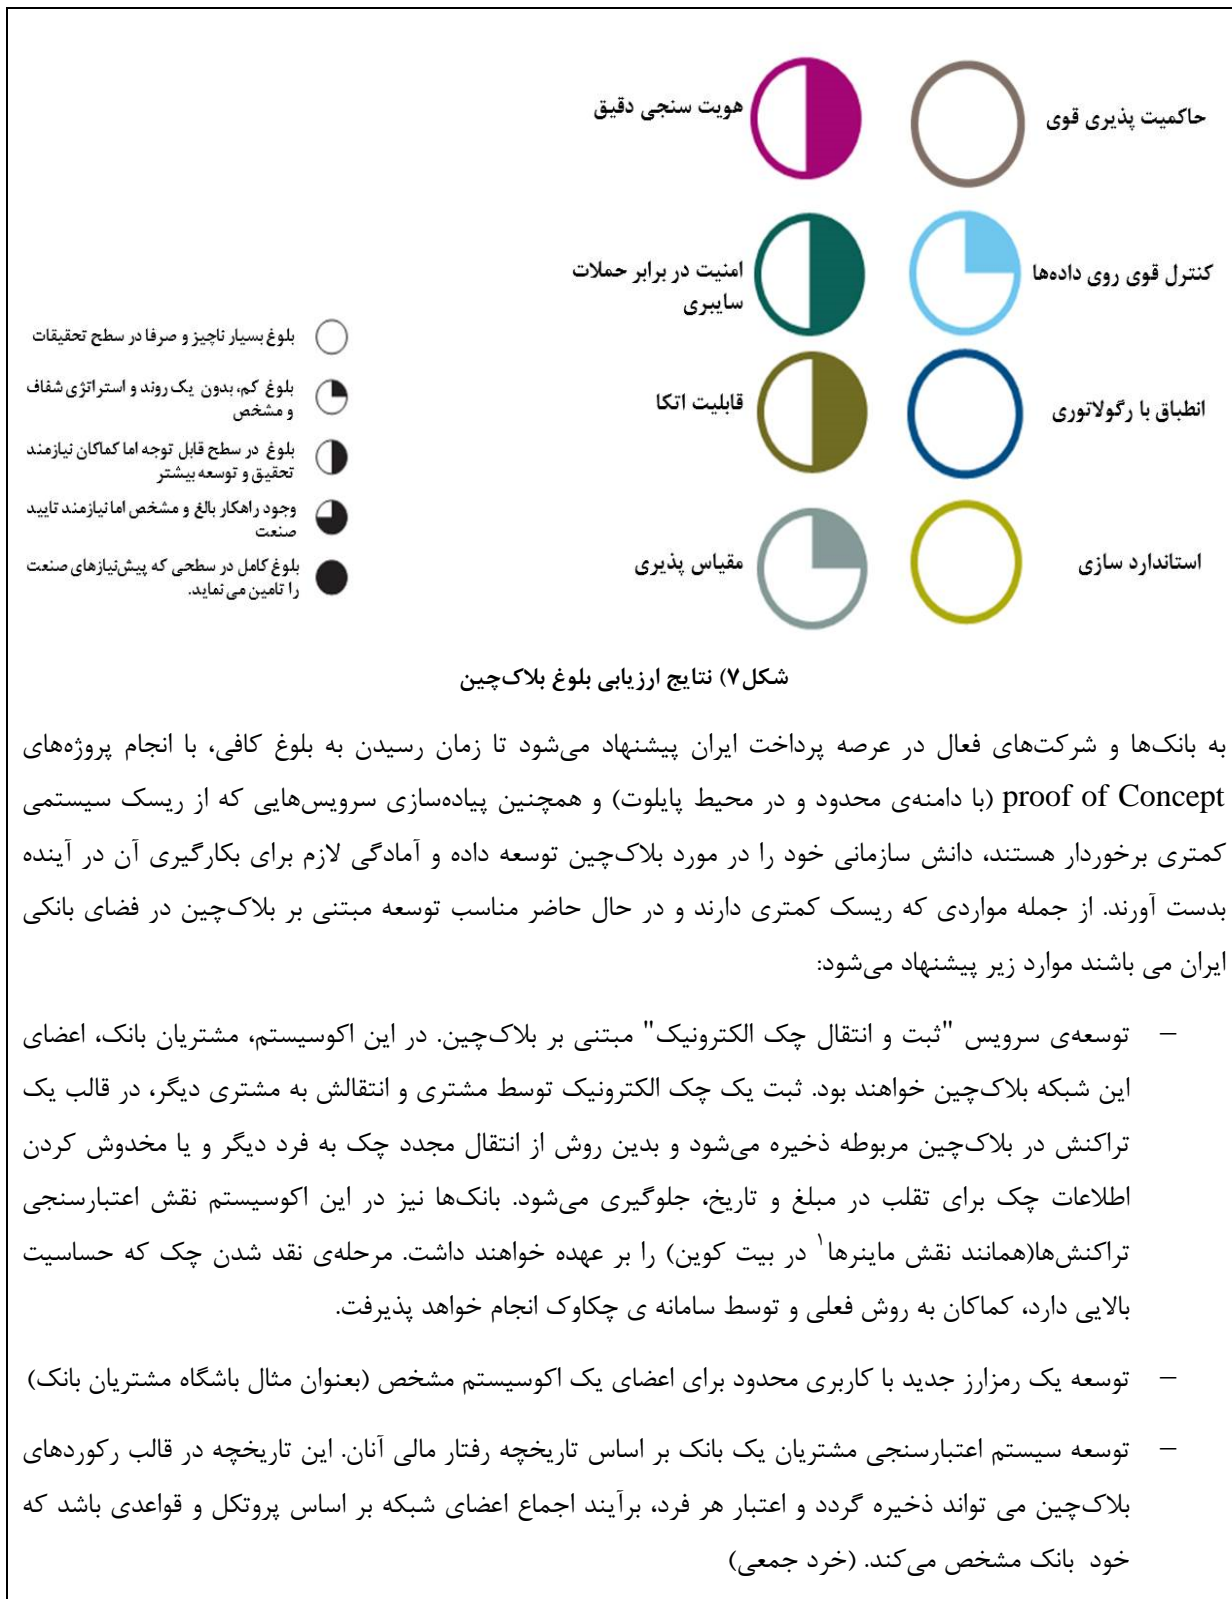 حاکمیت پذیری قوی
هویت سنجی دقیق
کنترل قوی روی داده‌ها
امنیت در برابر حملات
سایبری
انطباق با رگولاتوری
قابلیت اتکا
استاندارد سازی
مقیاس پذیری
بلوغ بسیار ناچیز و صرفا در سطح تحقیقات
بلوغ کم، بدون یک روند و استراتژی شفاف
و مشخص
بلوغ در سطح قابل توجه اما کماکان نیازمند
تحقیق و توسعه بیشتر
وجود راهکار بالغ و مشخص اما نیازمند تایید
صنعت
بلوغ کامل در سطحی که پیش‌نیازهای صنعت
را تامین می‌نماید.
شکل۷) نتایج ارزیابی بلوغ بلاک‌چین
به بانک‌ها و شرکت‌های فعال در عرصه پرداخت ایران پیشنهاد می‌شود تا زمان رسیدن به بلوغ کافی، با انجام پروژه‌های
proof of Concept (با دامنه‌ی محدود و در محیط پایلوت) و همچنین پیاده‌سازی سرویس‌هایی که از ریسک سیستمی
کمتری برخوردار هستند، دانش سازمانی خود را در مورد بلاک‌چین توسعه داده و آمادگی لازم برای بکارگیری آن در آینده
بدست آورند. از جمله مواردی که ریسک کمتری دارند و در حال حاضر مناسب توسعه مبتنی بر بلاک‌چین در فضای بانکی
ایران می باشند موارد زیر پیشنهاد می‌شود:
– توسعه‌ی سرویس "ثبت و انتقال چک الکترونیک" مبتنی بر بلاک‌چین. در این اکوسیستم، مشتریان بانک، اعضای
این شبکه بلاک‌چین خواهند بود. ثبت یک چک الکترونیک توسط مشتری و انتقالش به مشتری دیگر، در قالب یک
تراکنش در بلاک‌چین مربوطه ذخیره می‌شود و بدین روش از انتقال مجدد چک به فرد دیگر و یا مخدوش کردن
اطلاعات چک برای تقلب در مبلغ و تاریخ، جلوگیری می‌شود. بانک‌ها نیز در این اکوسیستم نقش اعتبارسنجی
تراکنش‌ها(همانند نقش ماینرها۱ در بیت کوین) را بر عهده خواهند داشت. مرحله‌ی نقد شدن چک که حساسیت
بالایی دارد، کماکان به روش فعلی و توسط سامانه ی چکاوک انجام خواهد پذیرفت.
– توسعه یک رمزارز جدید با کاربری محدود برای اعضای یک اکوسیستم مشخص (بعنوان مثال باشگاه مشتریان بانک)
– توسعه سیستم اعتبارسنجی مشتریان یک بانک بر اساس تاریخچه رفتار مالی آنان. این تاریخچه در قالب رکوردهای
بلاک‌چین می تواند ذخیره گردد و اعتبار هر فرد، برآیند اجماع اعضای شبکه بر اساس پروتکل و قواعدی باشد که
خود بانک مشخص می‌کند. (خرد جمعی)